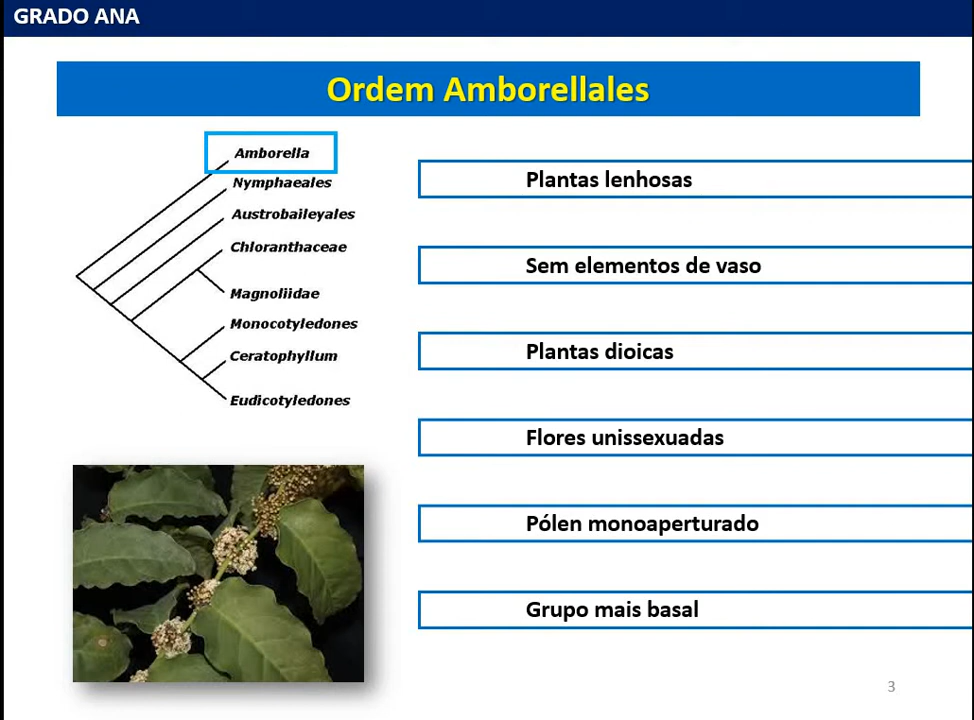 GRADO ANA
Ordem Amborellales
Amborella
Nymphaeales
Austrobaileyales
Chloranthaceae
Magnoliidae
Monocotyledones
Ceratophyllum
Eudicotyledones
Plantas lenhosas
Sem elementos de vaso
Plantas dioicas
Flores unissexuadas
Pólen monoaperturado
Grupo mais basal
3